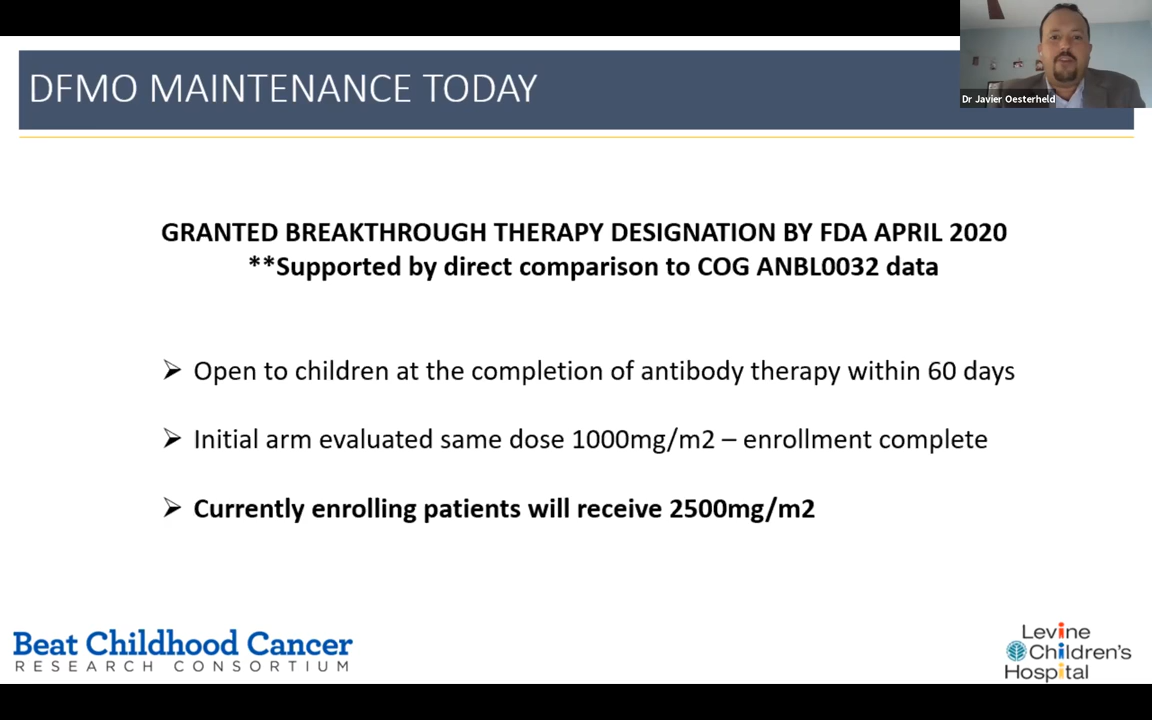 DFMO MAINTENANCE TODAY
Dr Javier Oesterheld
GRANTED BREAKTHROUGH THERAPY DESIGNATION BY FDA APRIL 2020
**Supported by direct comparison to COG ANBL0032 data
➢ Open to children at the completion of antibody therapy within 60 days
➢ Initial arm evaluated same dose 1000mg/m2 – enrollment complete
➢ Currently enrolling patients will receive 2500mg/m2
Beat Childhood Cancer
RESEARCH CONSORTIUM
Levine
Children's
Hospital